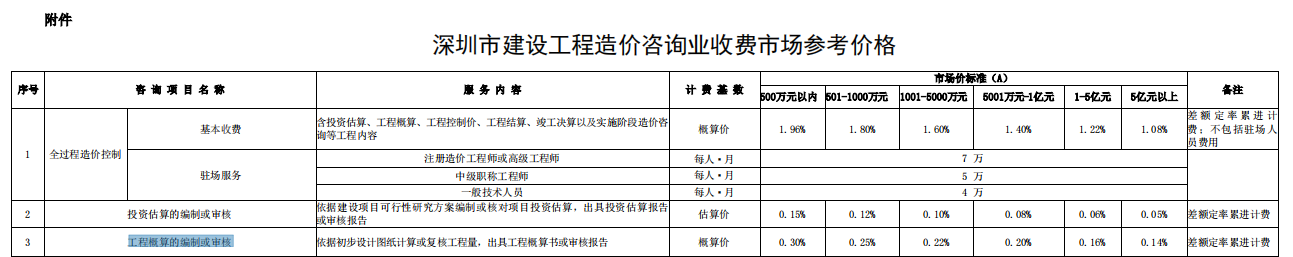 附件
深圳市建设工程造价咨询业收费市场参考价格
序号 咨 询 项 目 名 称 服 务 内 容 计 费 基 数 市场价标准（A） 备注
500万元以内 501-1000万元 1001-5000万元 5001万元-1亿元 1-5亿元 5亿元以上
1 全过程造价控制 基本收费 含投资估算、工程概算、工程控制价、工程结算、竣工决算以及实施阶段造价咨
询等工程内容 概算价 1.96% 1.80% 1.60% 1.40% 1.22% 1.08% 差额定率累进计
费；不包括驻场人
员费用
驻场服务 注册造价工程师或高级工程师 每人·月 7 万
中级职称工程师 每人·月 5 万
一般技术人员 每人·月 4 万
2 投资估算的编制或审核 依据建设项目可行性研究方案编制或核对项目投资估算，出具投资估算报告
或审核报告 估算价 0.15% 0.12% 0.10% 0.08% 0.06% 0.05% 差额定率累进计费
3 工程概算的编制或审核 依据初步设计图纸计算或复核工程量，出具工程概算书或审核报告 概算价 0.30% 0.25% 0.22% 0.20% 0.16% 0.14% 差额定率累进计费